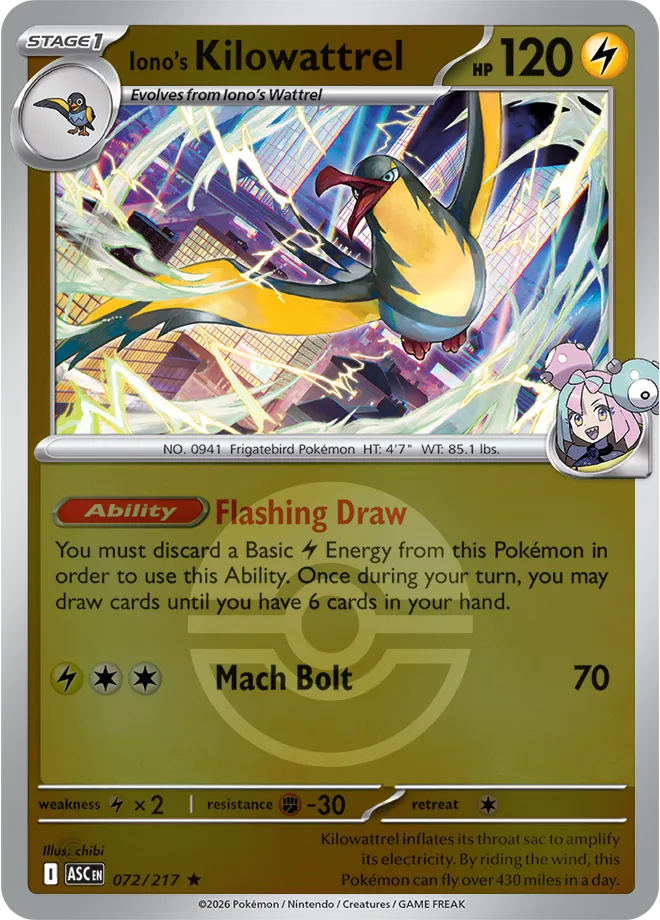 STAGE 1
Iono's Kilowattrel HP 120
Evolves from Iono's Wattrel
NO. 0941 Frigatebird Pokémon HT: 4'7" WT: 85.1 lbs.
Ability Flashing Draw
You must discard a Basic Energy from this Pokémon in
order to use this Ability. Once during your turn, you may
draw cards until you have 6 cards in your hand.
Mach Bolt 70
weakness ×2 resistance -30 retreat
Illus. chibi
Kilowattrel inflates its throat sac to amplify
its electricity. By riding the wind, this
Pokémon can fly over 430 miles in a day.
I ASC EN 072/217 ★
©2026 Pokémon / Nintendo / Creatures / GAME FREAK